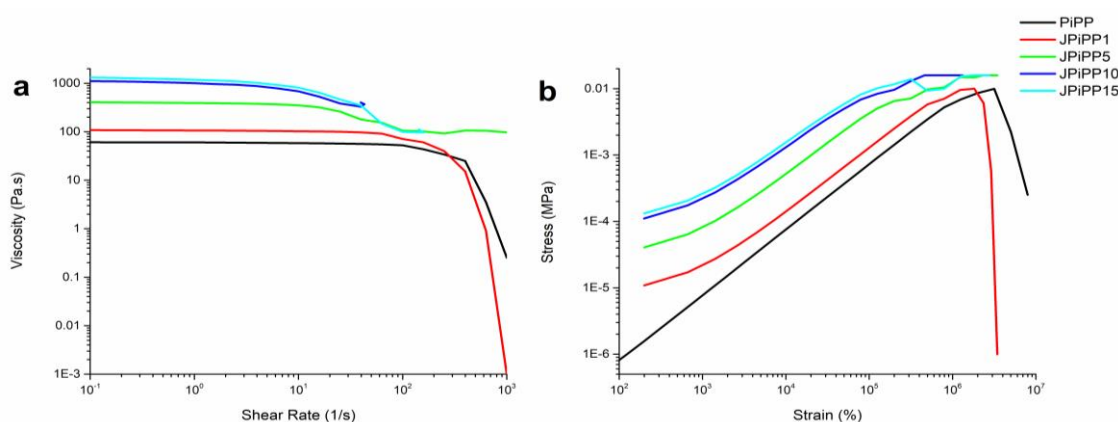 PiPP
JPiPP1
JPiPP5
JPiPP10
JPiPP15
a
1000
100
10
1
0.1
0.01
1E-3
Viscosity (Pa.s)
10-1
100
101
102
103
Shear Rate (1/s)
b
0.01
1E-3
1E-4
1E-5
1E-6
Stress (MPa)
102
103
104
105
106
107
Strain (%)